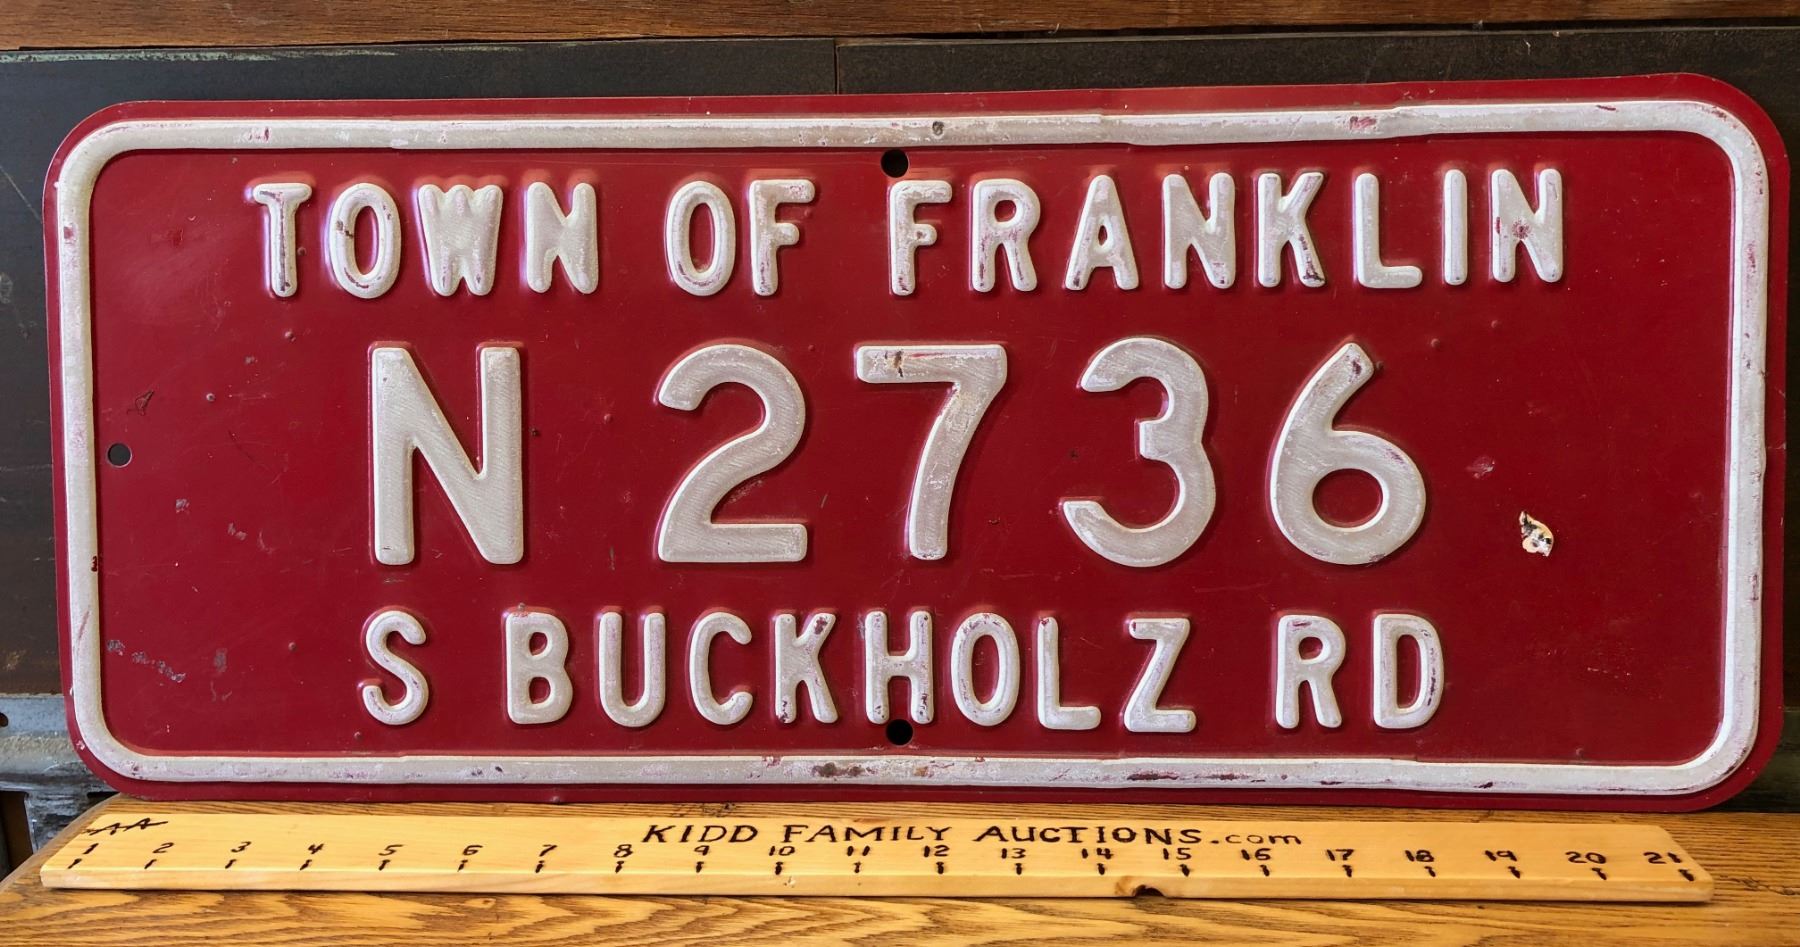 TOWN OF FRANKLIN
N 2736
S BUCKHOLZ RD
AA
KIDD FAMILY AUCTIONS.com
1 2 3 4 5 6 7 8 9 10 11 12 13 14 15 16 17 18 19 20 21